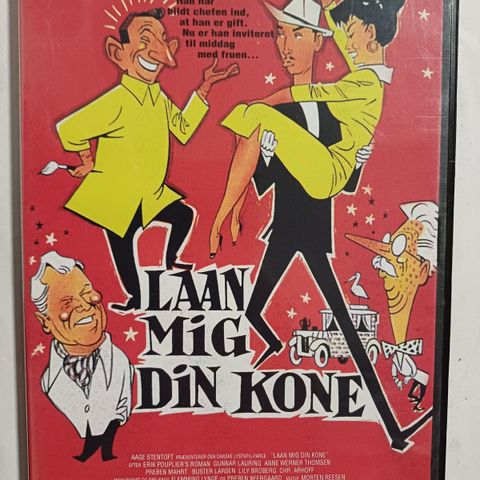 Han har
bildt chefen ind,
at han er gift.
Nu er han inviteret
til middag
med fruen...
LAAN
MIG
DIN KONE
AAGE STENTOFT PRÆSENTERER DEN DANSKE LYSTSPIL-FARCE "LAAN MIG DIN KONE"
EFTER ERIK POUPLIER'S ROMAN GUNNAR LAURING, ANNE WERNER THOMSEN
PREBEN MAHRT BUSTER LARSEN LILY BROBERG CHR. ARHOFF
FLEMMING LYNGE OG PREBEN NEERGAARD MUSIK MORTEN REESEN